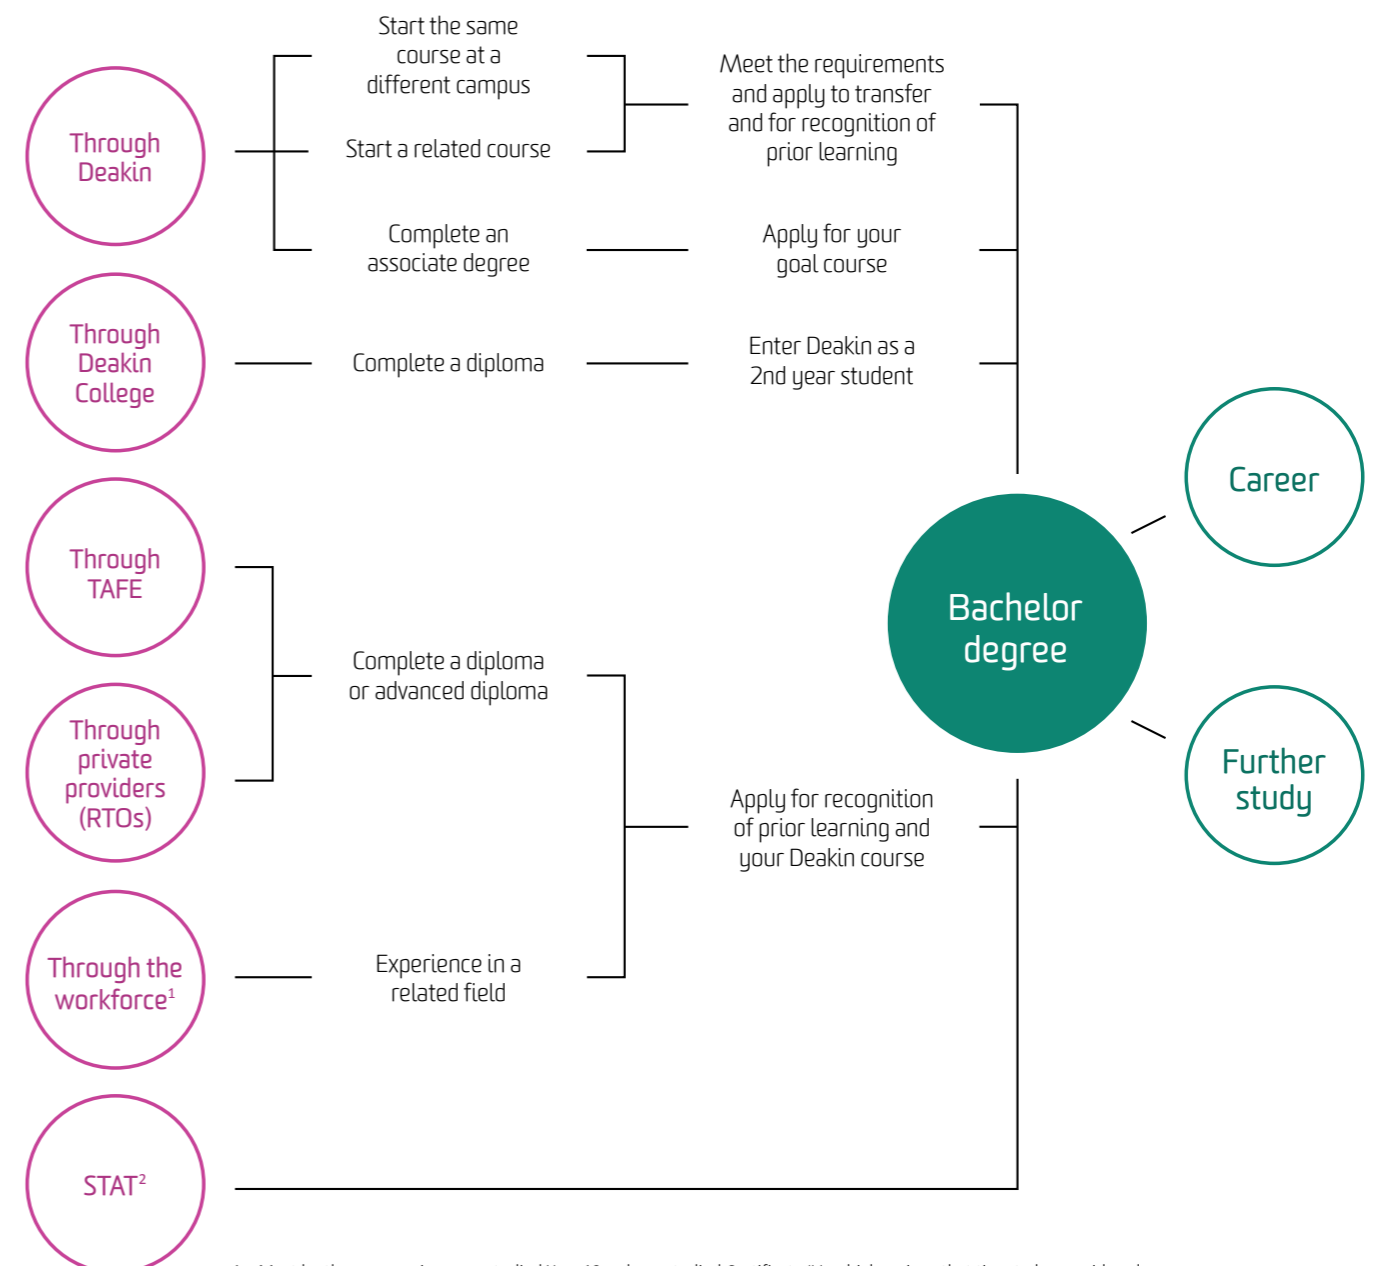 Start the same
course at a
different campus
Meet the requirements
and apply to transfer
and for recognition of
prior learning
Through
Deakin
Start a related course
Complete an
associate degree
Apply for your
goal course
Through
Deakin
College
Complete a diploma
Enter Deakin as a
2nd year student
Career
Through
TAFE
Bachelor
degree
Complete a diploma
or advanced diploma
Through
private
providers
(RTOs)
Further
study
Apply for recognition
of prior learning and
your Deakin course
Through the
workforce¹
Experience in a
related field
STAT²